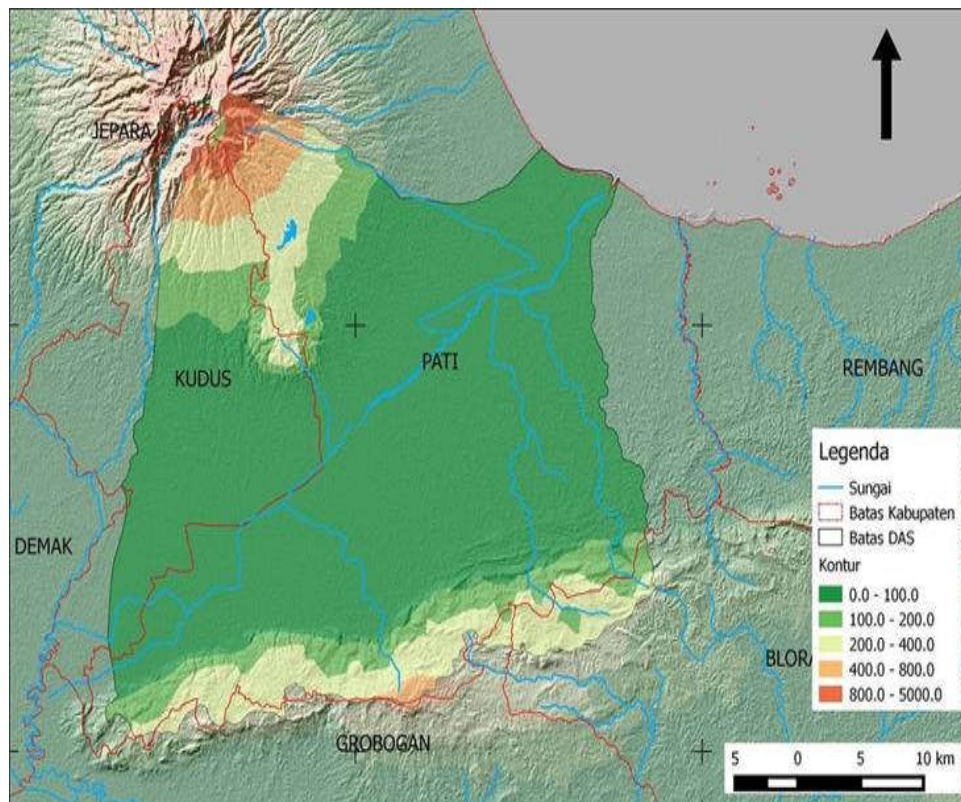 JEPARA
KUDUS
PATI
REMBANG
DEMAK
GROBOGAN
BLORA
Legenda
Sungai
Batas Kabupaten
Batas DAS
Kontur
0.0 - 100.0
100.0 - 200.0
200.0 - 400.0
400.0 - 800.0
800.0 - 5000.0
5 0 5 10 km